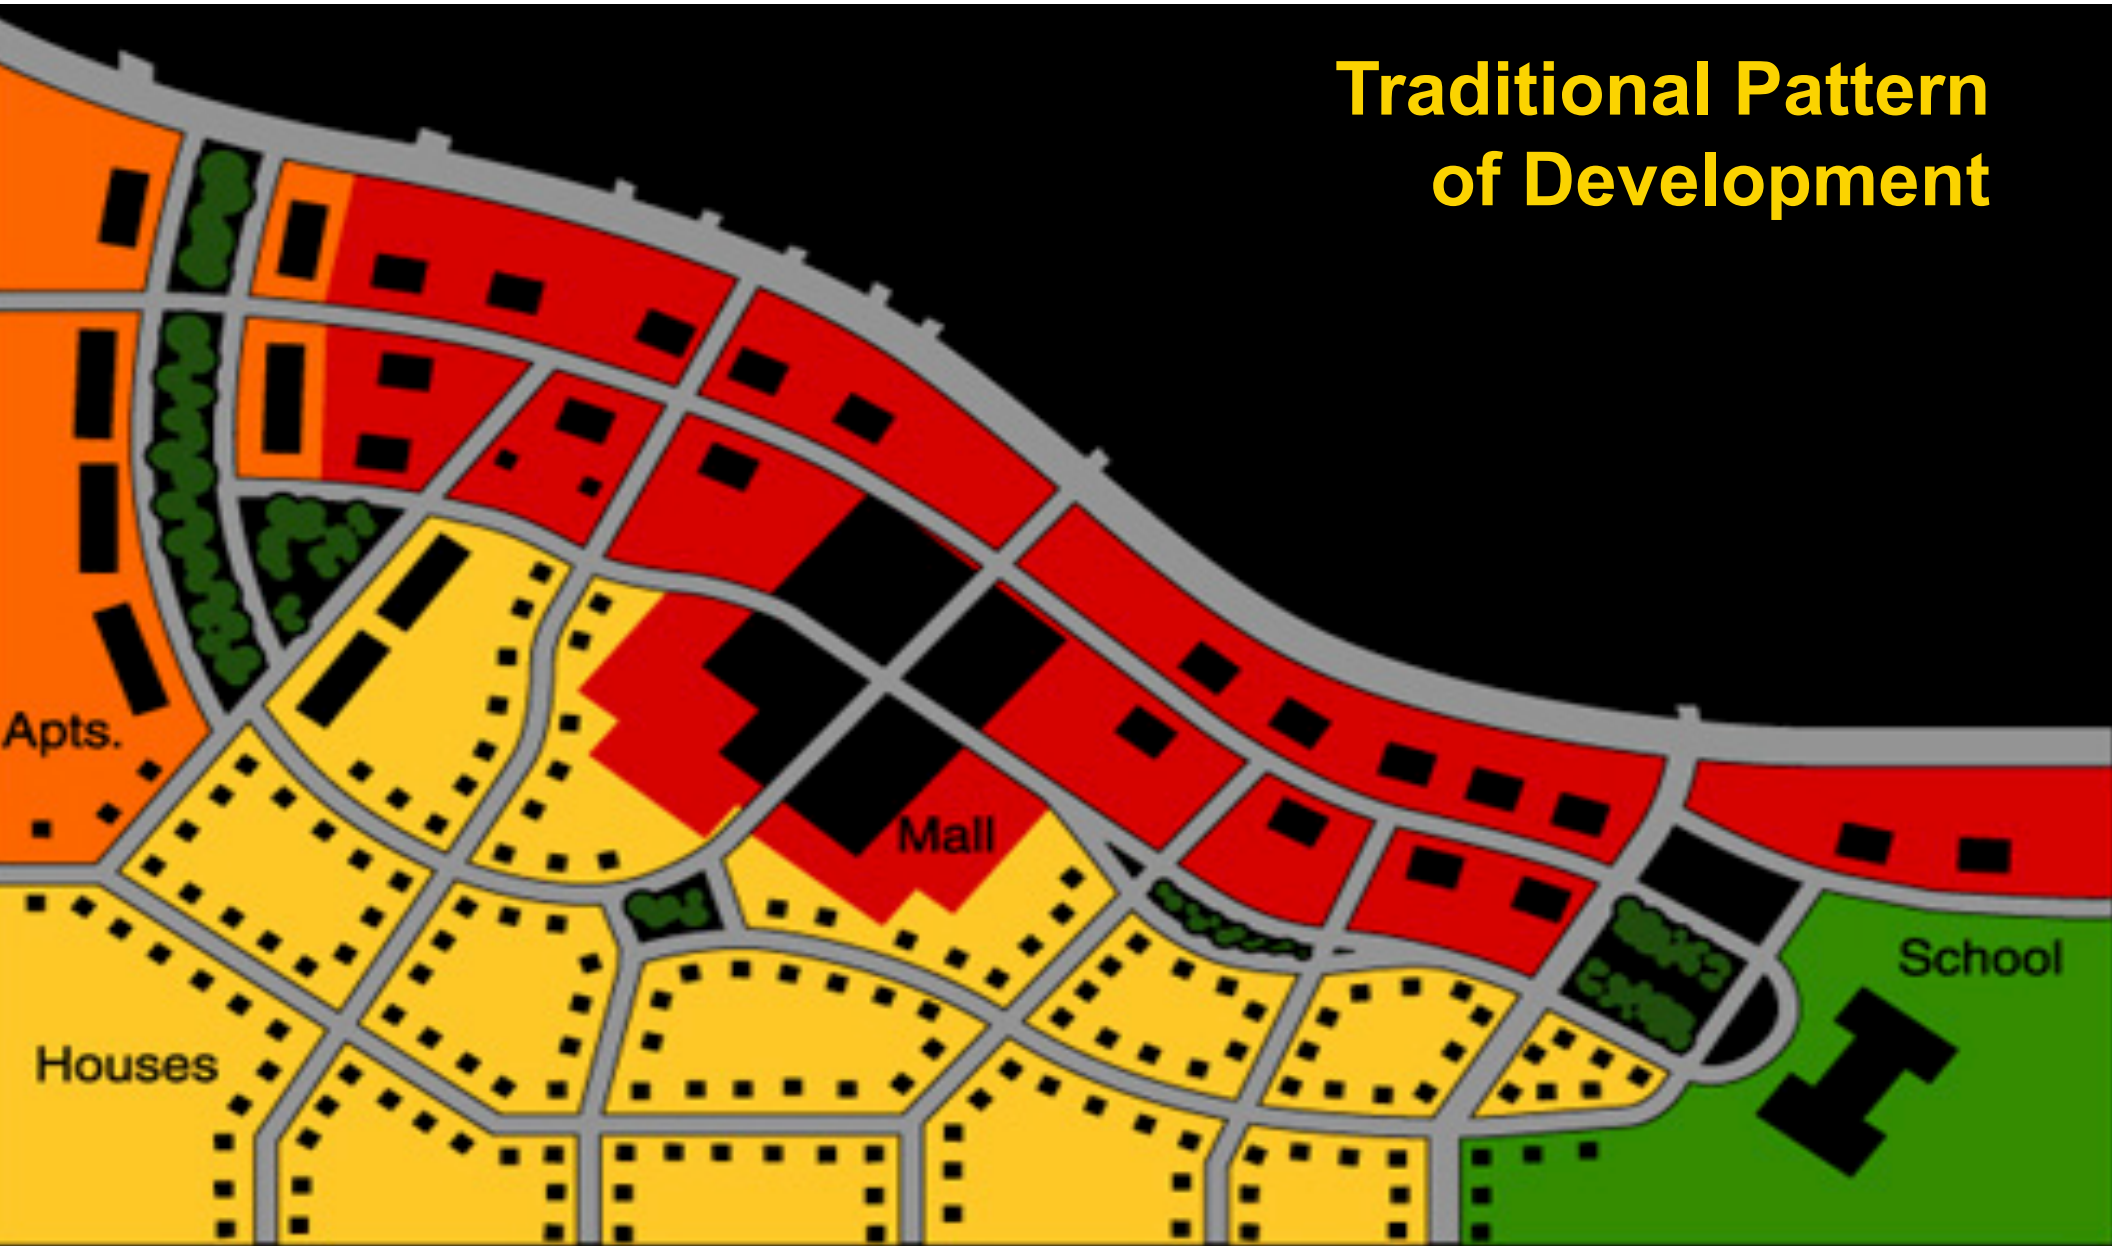 Traditional Pattern
of Development
Apts.
Mall
School
Houses